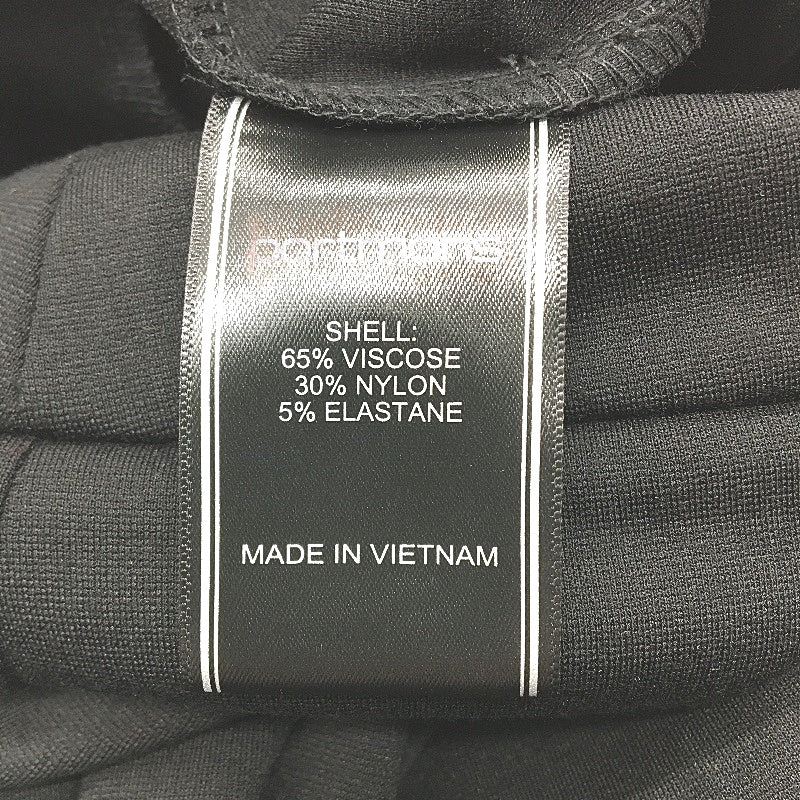 portmans
SHELL:
65% VISCOSE
30% NYLON
5% ELASTANE
MADE IN VIETNAM